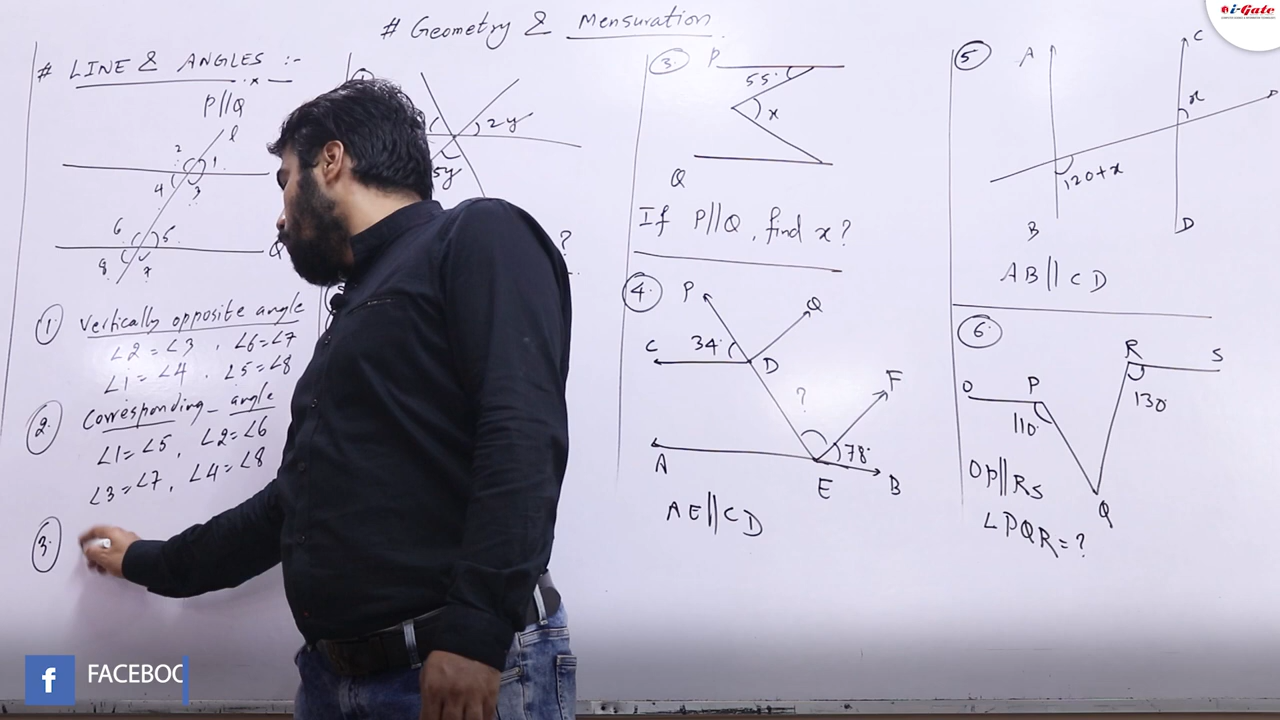 # Geometry & Mensuration
# LINE & ANGLES :-
P//Q
l
2 1
4 3
6 5
8 7
Q
① Vertically opposite angle
∠2=∠3 , ∠6=∠7
∠1=∠4 , ∠5=∠8
② Corresponding angle
∠1=∠5, ∠2=∠6
∠3=∠7, ∠4=∠8
③
2y
5y
?
③ P
55°
x
Q
If P//Q, find x?
④ P
Q
C 34° D
?
F
78°
A E B
AE//CD
⑤ A C
x
120+x
B D
AB//CD
⑥
R S
O P
130
110°
Q
OP//RS
∠PQR=?
i-Gate
f FACEBOC